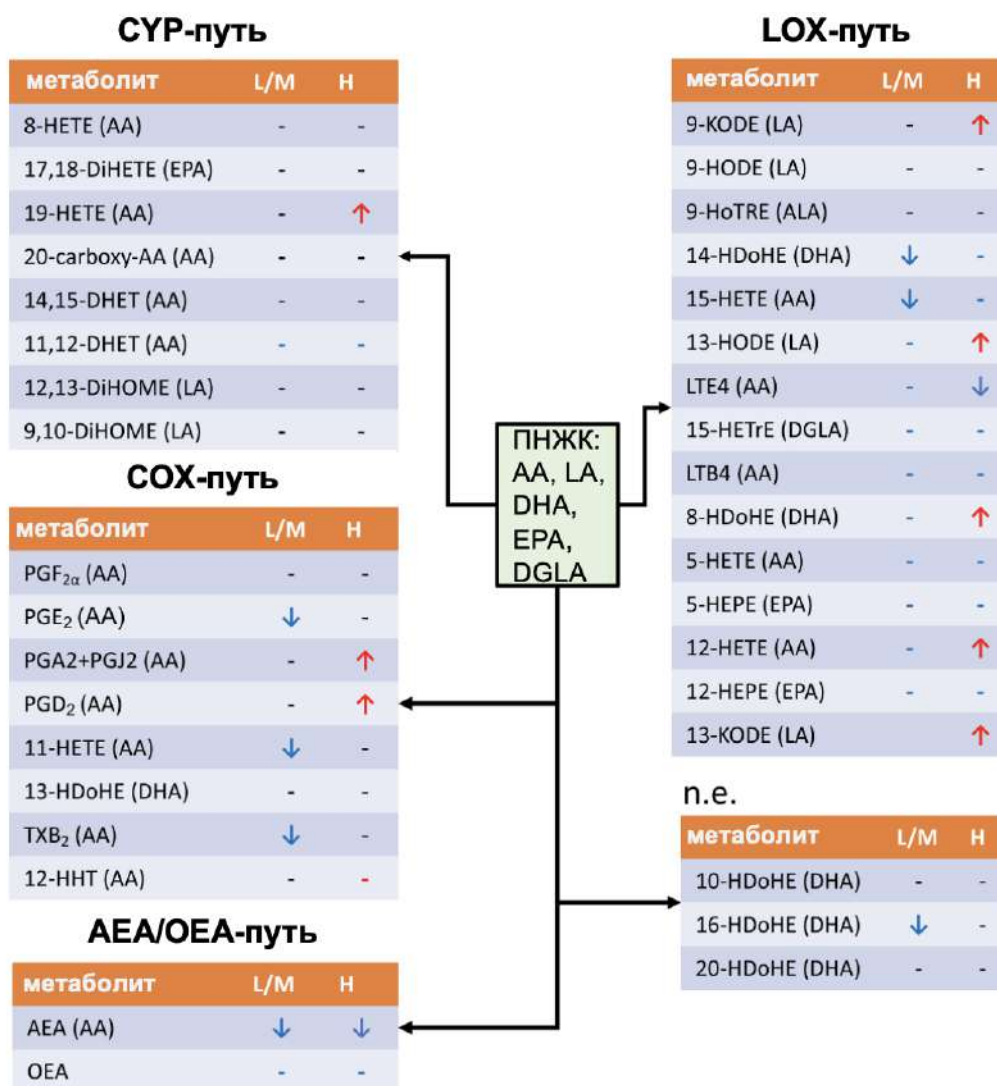 CYP-путь
метаболит L/M H
8-HETE (AA) - -
17,18-DiHETE (EPA) - -
19-HETE (AA) - ↑
20-carboxy-AA (AA) - -
14,15-DHET (AA) - -
11,12-DHET (AA) - -
12,13-DiHOME (LA) - -
9,10-DiHOME (LA) - -
COX-путь
метаболит L/M H
PGF₂α (AA) - -
PGE₂ (AA) ↓ -
PGA2+PGJ2 (AA) - ↑
PGD₂ (AA) - ↑
11-HETE (AA) ↓ -
13-HDoHE (DHA) - -
TXB₂ (AA) ↓ -
12-HHT (AA) - -
AEA/OEA-путь
метаболит L/M H
AEA (AA) ↓ ↓
OEA - -
ПНЖК:
AA, LA,
DHA,
EPA,
DGLA
LOX-путь
метаболит L/M H
9-KODE (LA) - ↑
9-HODE (LA) - -
9-HoTRE (ALA) - -
14-HDoHE (DHA) ↓ -
15-HETE (AA) ↓ -
13-HODE (LA) - ↑
LTE4 (AA) - ↓
15-HETrE (DGLA) - -
LTB4 (AA) - -
8-HDoHE (DHA) - ↑
5-HETE (AA) - -
5-HEPE (EPA) - -
12-HETE (AA) - ↑
12-HEPE (EPA) - -
13-KODE (LA) ↑
n.e.
метаболит L/M H
10-HDoHE (DHA) - -
16-HDoHE (DHA) ↓ -
20-HDoHE (DHA) - -